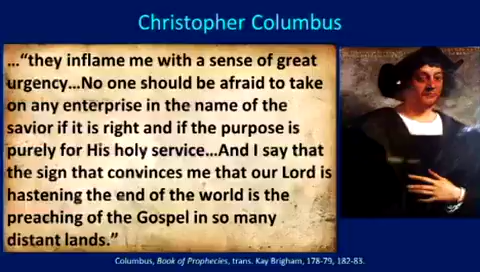 Christopher Columbus
…“they inflame me with a sense of great
urgency…No one should be afraid to take
on any enterprise in the name of the
savior if it is right and if the purpose is
purely for His holy service…And I say that
the sign that convinces me that our Lord is
hastening the end of the world is the
preaching of the Gospel in so many
distant lands.”
Columbus, Book of Prophecies, trans. Kay Brigham, 178-79, 182-83.